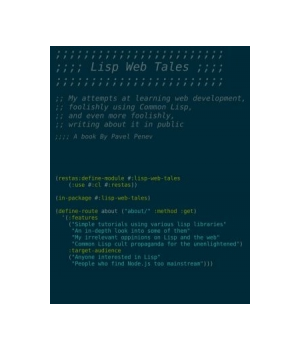 ;;;;;;;;;;;;;;;;;;;;;;;;
;;;; Lisp Web Tales ;;;;
;;;;;;;;;;;;;;;;;;;;;;;;
;; My attempts at learning web development,
;; foolishly using Common Lisp,
;; and even more foolishly,
;; writing about it in public
;;;; A book By Pavel Penev
(restas:define-module #:lisp-web-tales
(:use #:cl #:restas))
(in-package #:lisp-web-tales)
(define-route about ("about/" :method :get)
`(:features
("Simple tutorials using various lisp libraries"
"An in-depth look into some of them"
"My irrelevant oppinions on Lisp and the web"
"Common Lisp cult propaganda for the unenlightened")
:target-audience
("Anyone interested in Lisp"
"People who find Node.js too mainstream")))